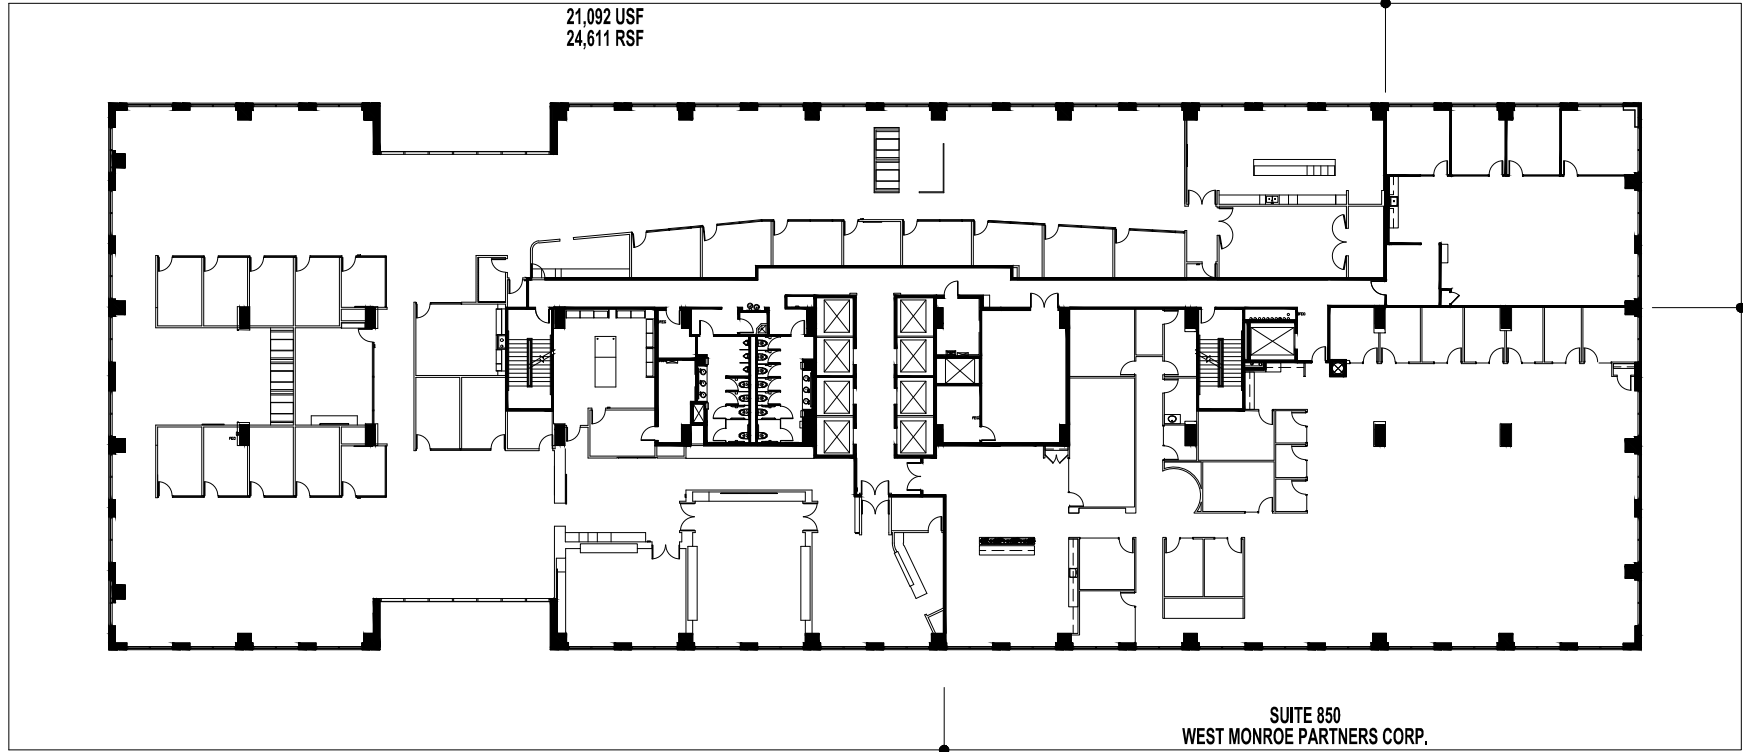 21,092 USF
24,611 RSF
SUITE 850
WEST MONROE PARTNERS CORP.